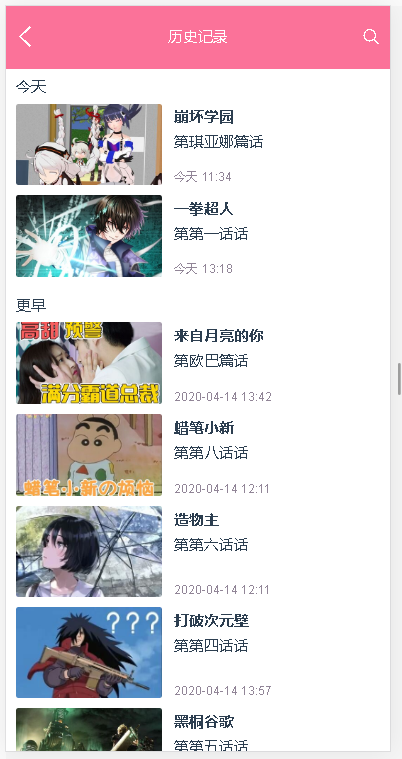 历史记录
今天
崩坏学园
第琪亚娜篇话
今天 11:34
一拳超人
第第一话话
今天 13:18
更早
高甜 预警
满分霸道总裁
来自月亮的你
第欧巴篇话
2020-04-14 13:42
蜡笔小新的烦恼
蜡笔小新
第第八话话
2020-04-14 12:11
造物主
第第六话话
2020-04-14 12:11
???
打破次元壁
第第四话话
2020-04-14 13:57
黑桐谷歌
第第五话话